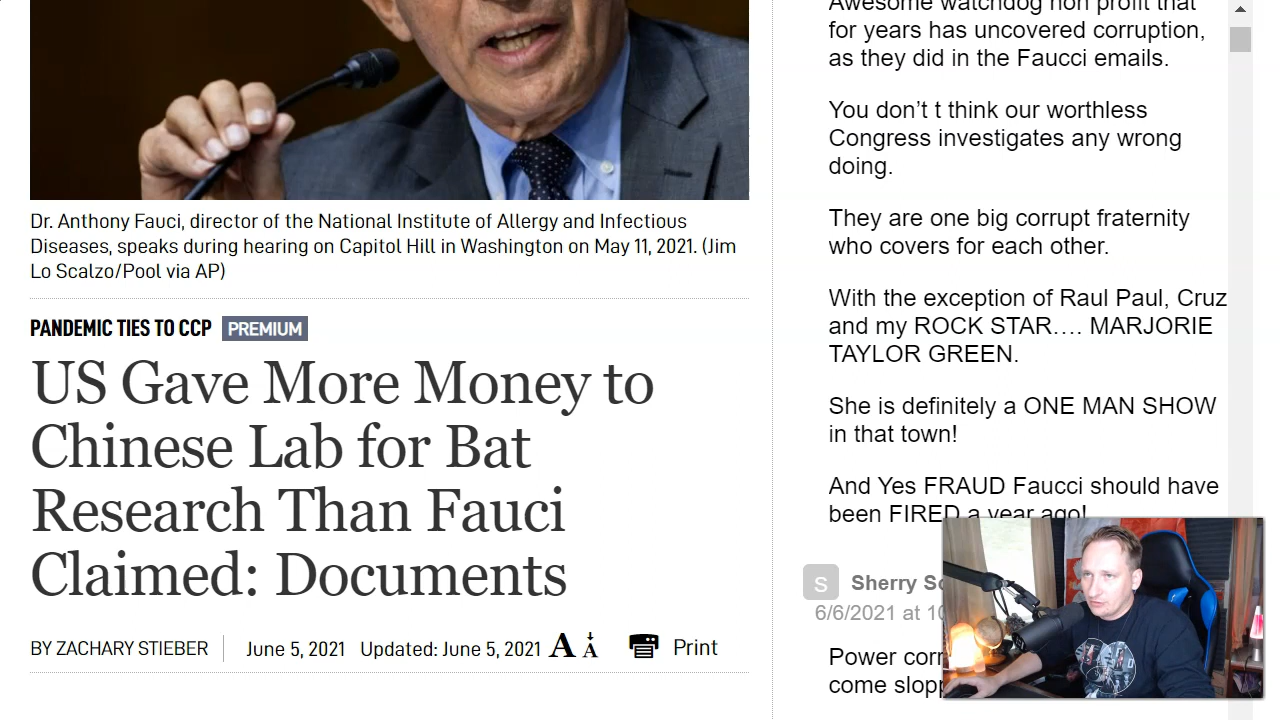 Dr. Anthony Fauci, director of the National Institute of Allergy and Infectious
Diseases, speaks during hearing on Capitol Hill in Washington on May 11, 2021. (Jim
Lo Scalzo/Pool via AP)
PANDEMIC TIES TO CCP PREMIUM
US Gave More Money to
Chinese Lab for Bat
Research Than Fauci
Claimed: Documents
BY ZACHARY STIEBER June 5, 2021 Updated: June 5, 2021 A A Print
Awesome watchdog non profit that
for years has uncovered corruption,
as they did in the Faucci emails.
You don’t t think our worthless
Congress investigates any wrong
doing.
They are one big corrupt fraternity
who covers for each other.
With the exception of Raul Paul, Cruz
and my ROCK STAR…. MARJORIE
TAYLOR GREEN.
She is definitely a ONE MAN SHOW
in that town!
And Yes FRAUD Faucci should have
been FIRED a year ago!
S Sherry
6/6/2021 at
Power
come